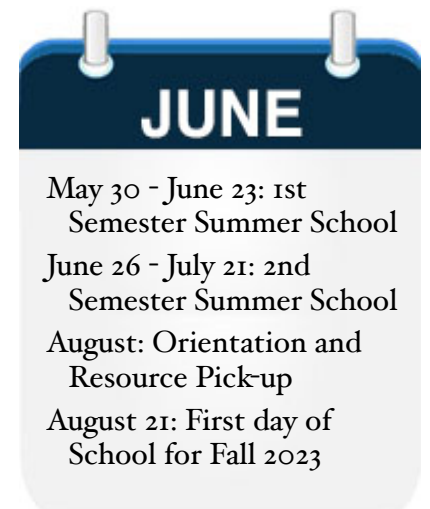 JUNE
May 30 - June 23: 1st
Semester Summer School
June 26 - July 21: 2nd
Semester Summer School
August: Orientation and
Resource Pick-up
August 21: First day of
School for Fall 2023